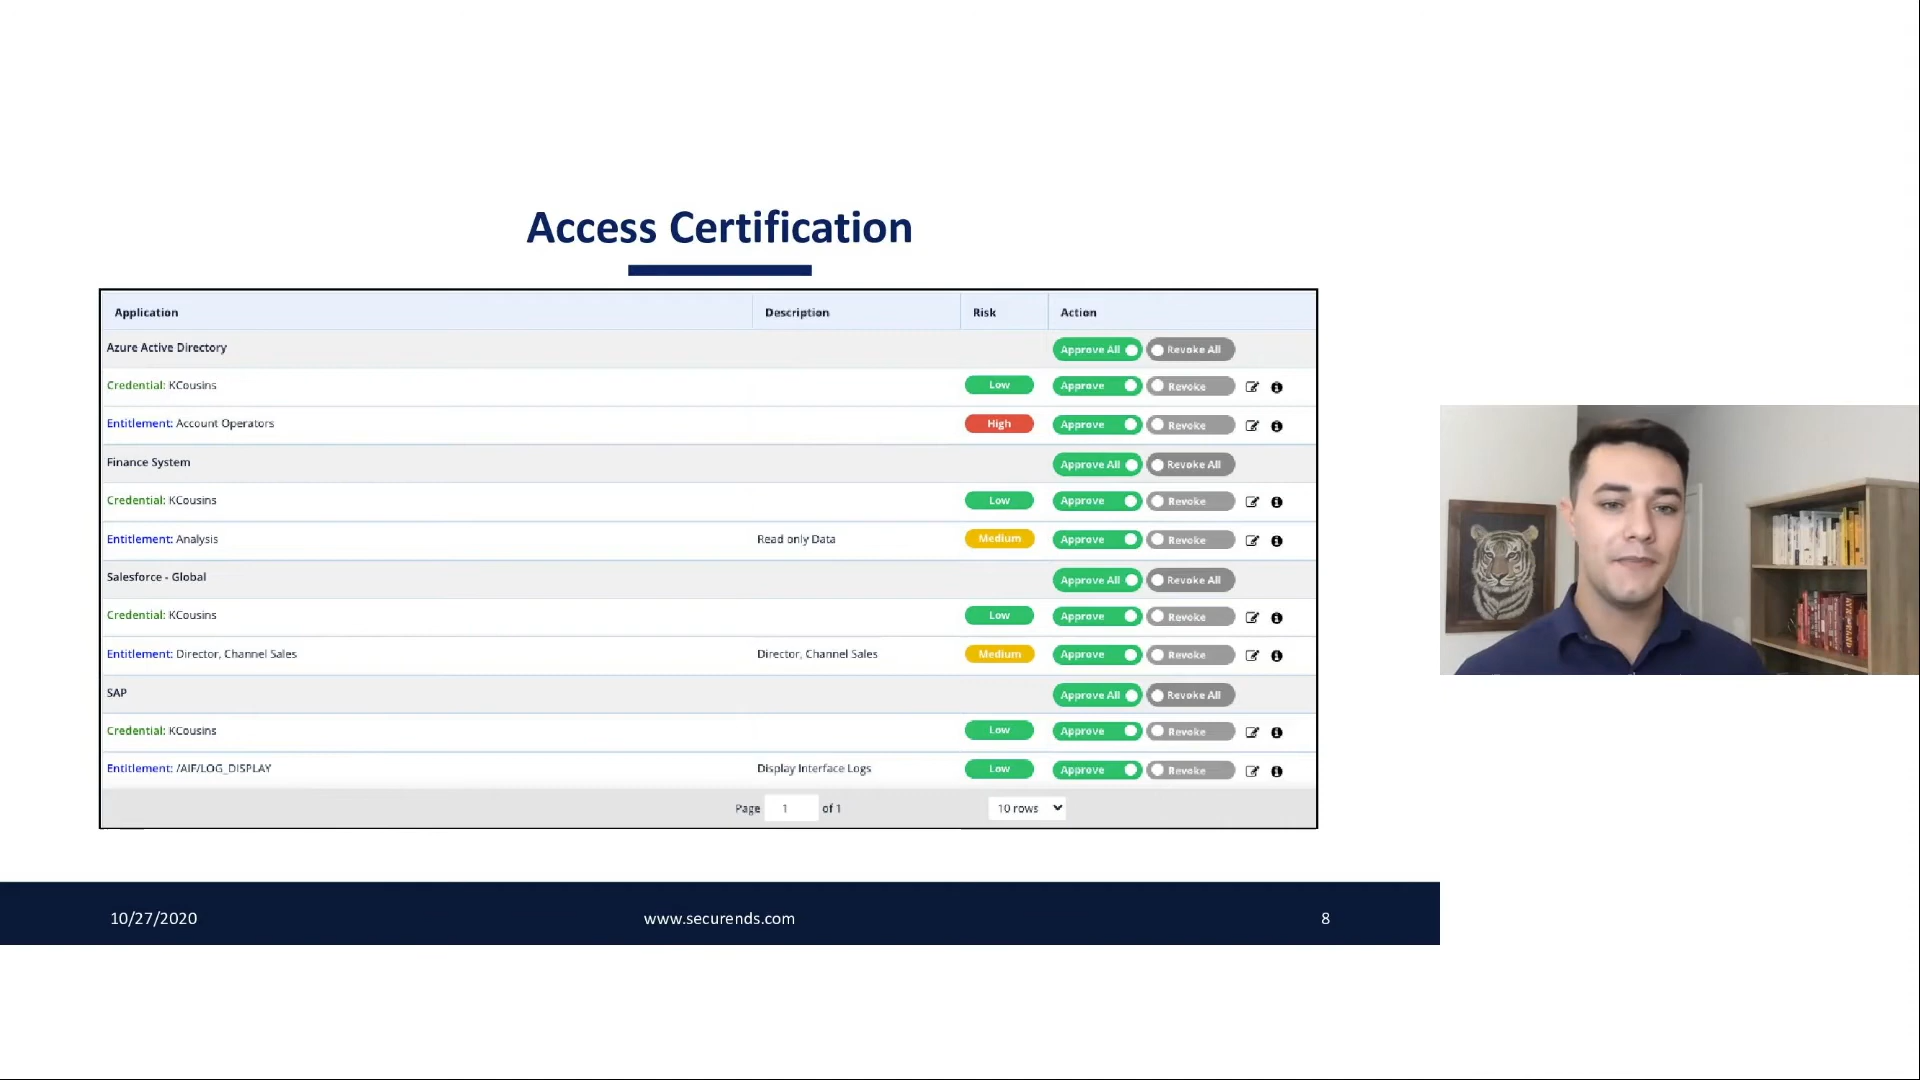 Access Certification
Application Description Risk Action
Azure Active Directory Approve All Revoke All
Credential: KCousins Low Approve Revoke
Entitlement: Account Operators High Approve Revoke
Finance System Approve All Revoke All
Credential: KCousins Low Approve Revoke
Entitlement: Analysis Read only Data Medium Approve Revoke
Salesforce - Global Approve All Revoke All
Credential: KCousins Low Approve Revoke
Entitlement: Director, Channel Sales Director, Channel Sales Medium Approve Revoke
SAP Approve All Revoke All
Credential: KCousins Low Approve Revoke
Entitlement: /AIF/LOG_DISPLAY Display Interface Logs Low Approve Revoke
Page 1 of 1 10 rows
10/27/2020 www.securends.com 8